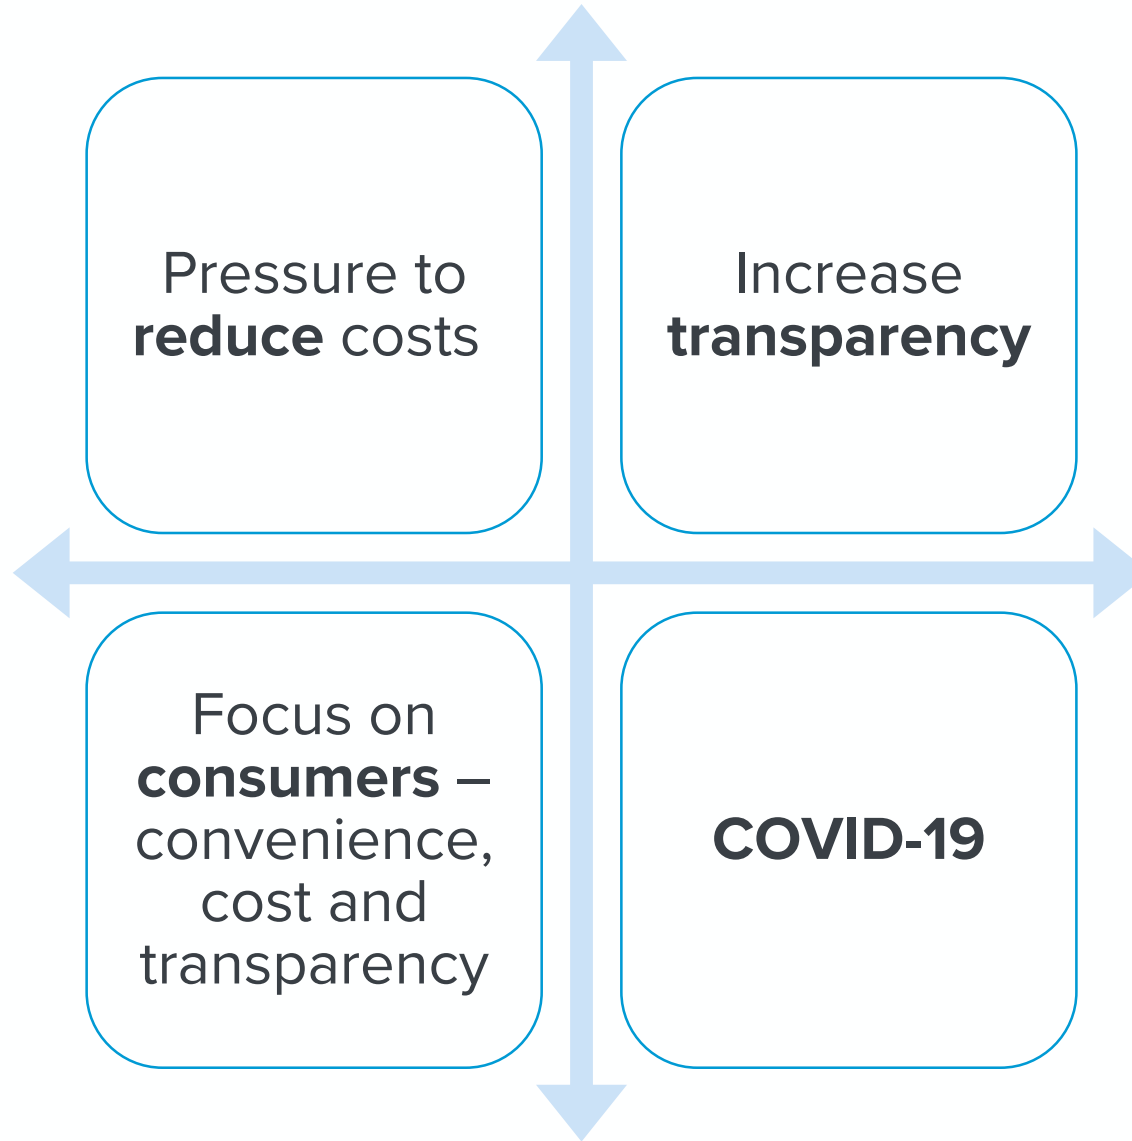 Pressure to
reduce costs
Increase
transparency
Focus on
consumers –
convenience,
cost and
transparency
COVID-19